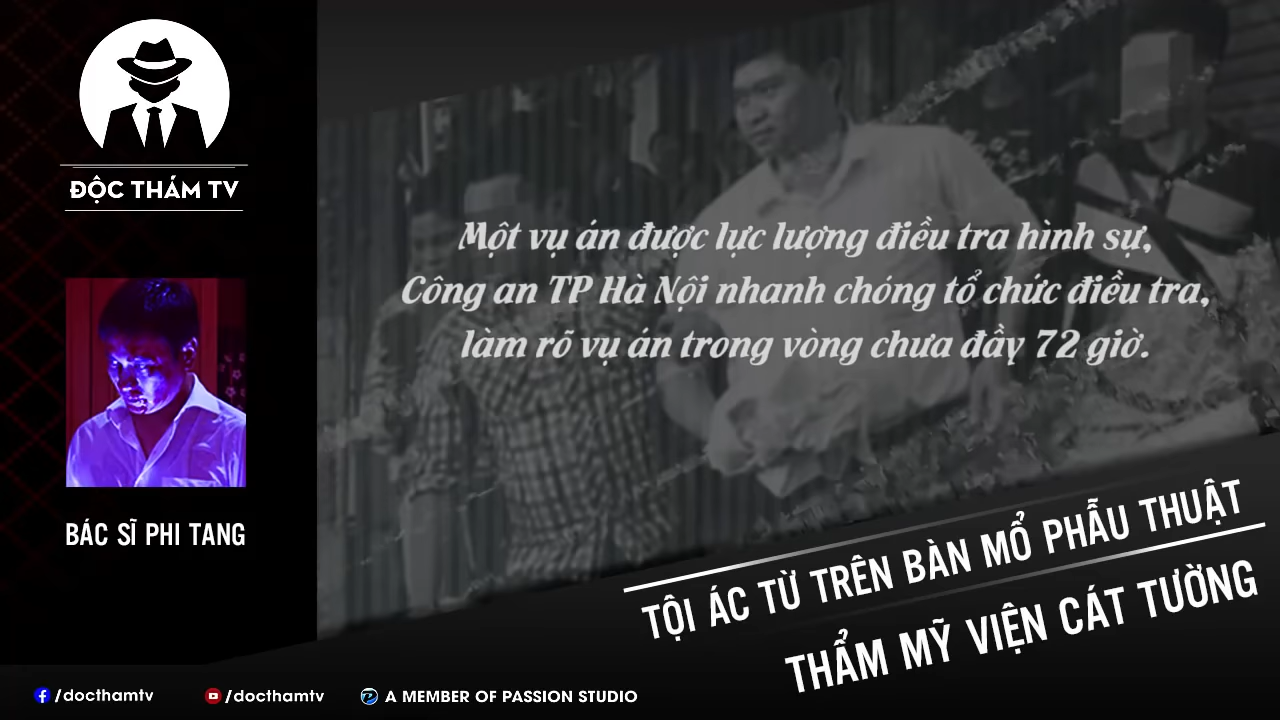 ĐỘC THÁM TV
BÁC SĨ PHI TANG
Một vụ án được lực lượng điều tra hình sự,
Công an TP Hà Nội nhanh chóng tổ chức điều tra,
làm rõ vụ án trong vòng chưa đầy 72 giờ.
TỘI ÁC TỪ TRÊN BÀN MỔ PHẪU THUẬT
THẨM MỸ VIỆN CÁT TƯỜNG
/docthamtv
/docthamtv
A MEMBER OF PASSION STUDIO